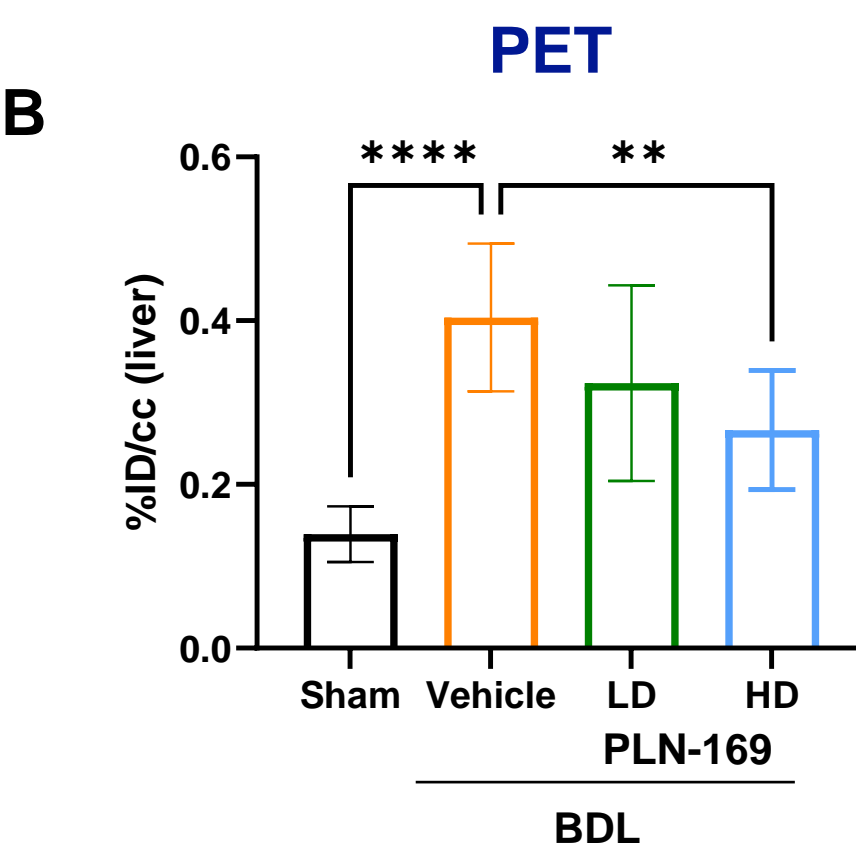 PET
B
**** **
0.6
0.4
0.2
0.0
%ID/cc (liver)
Sham Vehicle LD HD
PLN-169
BDL